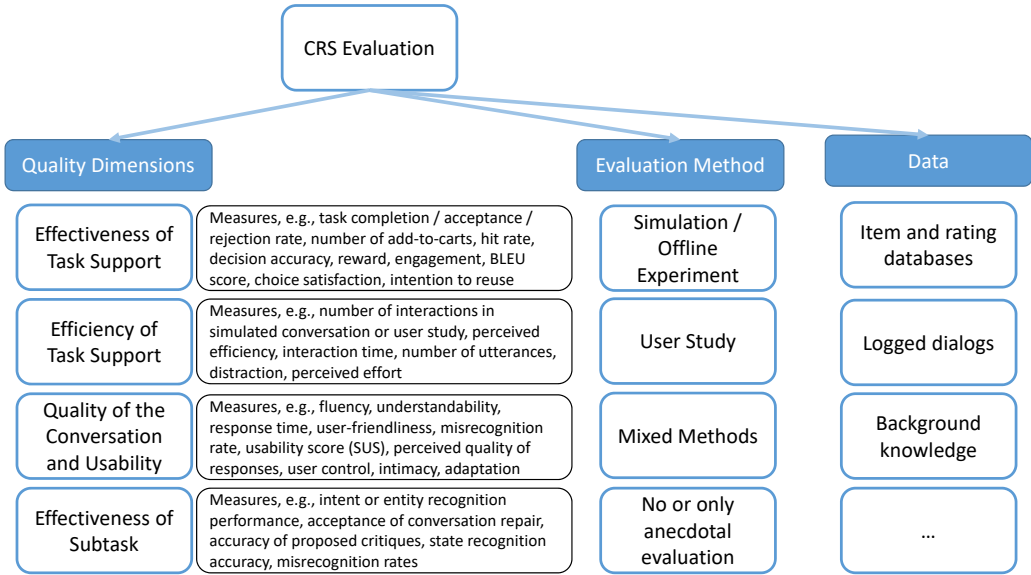 CRS Evaluation
Quality Dimensions
Evaluation Method
Data
Effectiveness of
Task Support
Measures, e.g., task completion / acceptance /
rejection rate, number of add-to-carts, hit rate,
decision accuracy, reward, engagement, BLEU
score, choice satisfaction, intention to reuse
Simulation /
Offline
Experiment
Item and rating
databases
Efficiency of
Task Support
Measures, e.g., number of interactions in
simulated conversation or user study, perceived
efficiency, interaction time, number of utterances,
distraction, perceived effort
User Study
Logged dialogs
Quality of the
Conversation
and Usability
Measures, e.g., fluency, understandability,
response time, user-friendliness, misrecognition
rate, usability score (SUS), perceived quality of
responses, user control, intimacy, adaptation
Mixed Methods
Background
knowledge
Effectiveness of
Subtask
Measures, e.g., intent or entity recognition
performance, acceptance of conversation repair,
accuracy of proposed critiques, state recognition
accuracy, misrecognition rates
No or only
anecdotal
evaluation
...